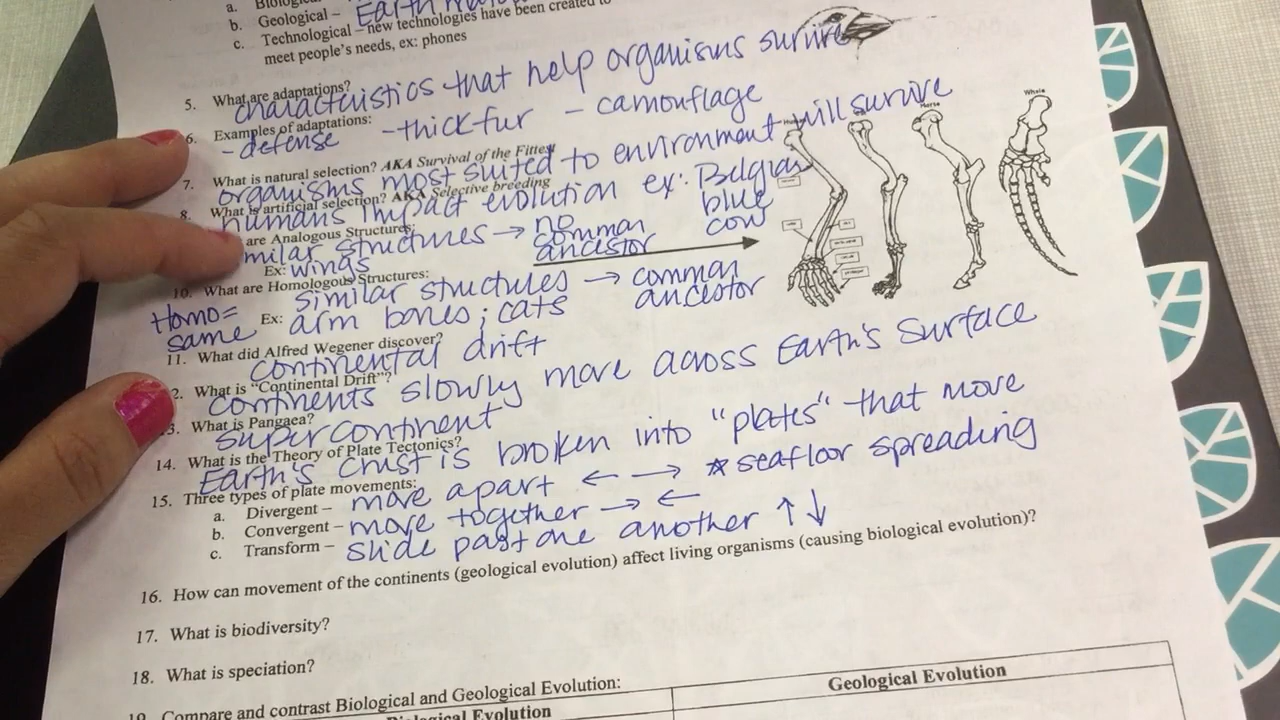 a. Biological
b. Geological – Earth
c. Technological – new technologies have been created to
meet people's needs, ex: phones
5. What are adaptations?
characteristics that help organisms survive
6. Examples of adaptations:
- defense - thick fur - camouflage
7. What is natural selection? AKA Survival of the Fittest
organisms most suited to environment will survive
8. What is artificial selection? AKA Selective breeding
humans impact evolution ex: Belgian blue cow
are Analogous Structures:
milar structures → no common ancestor
Ex: wings
10. What are Homologous Structures:
similar structures → common ancestor
Homo = same
Ex: arm bones; cats
11. What did Alfred Wegener discover?
continental drift
2. What is "Continental Drift"?
continents slowly move across Earth's surface
3. What is Pangaea?
supercontinent
14. What is the Theory of Plate Tectonics?
Earth's crust is broken into "plates" that move
15. Three types of plate movements:
a. Divergent – move apart ← → ☆ seafloor spreading
b. Convergent – move together → ←
c. Transform – slide past one another ↑↓
16. How can movement of the continents (geological evolution) affect living organisms (causing biological evolution)?
17. What is biodiversity?
18. What is speciation?
19. Compare and contrast Biological and Geological Evolution:
Biological Evolution
Geological Evolution
Horse
Whale